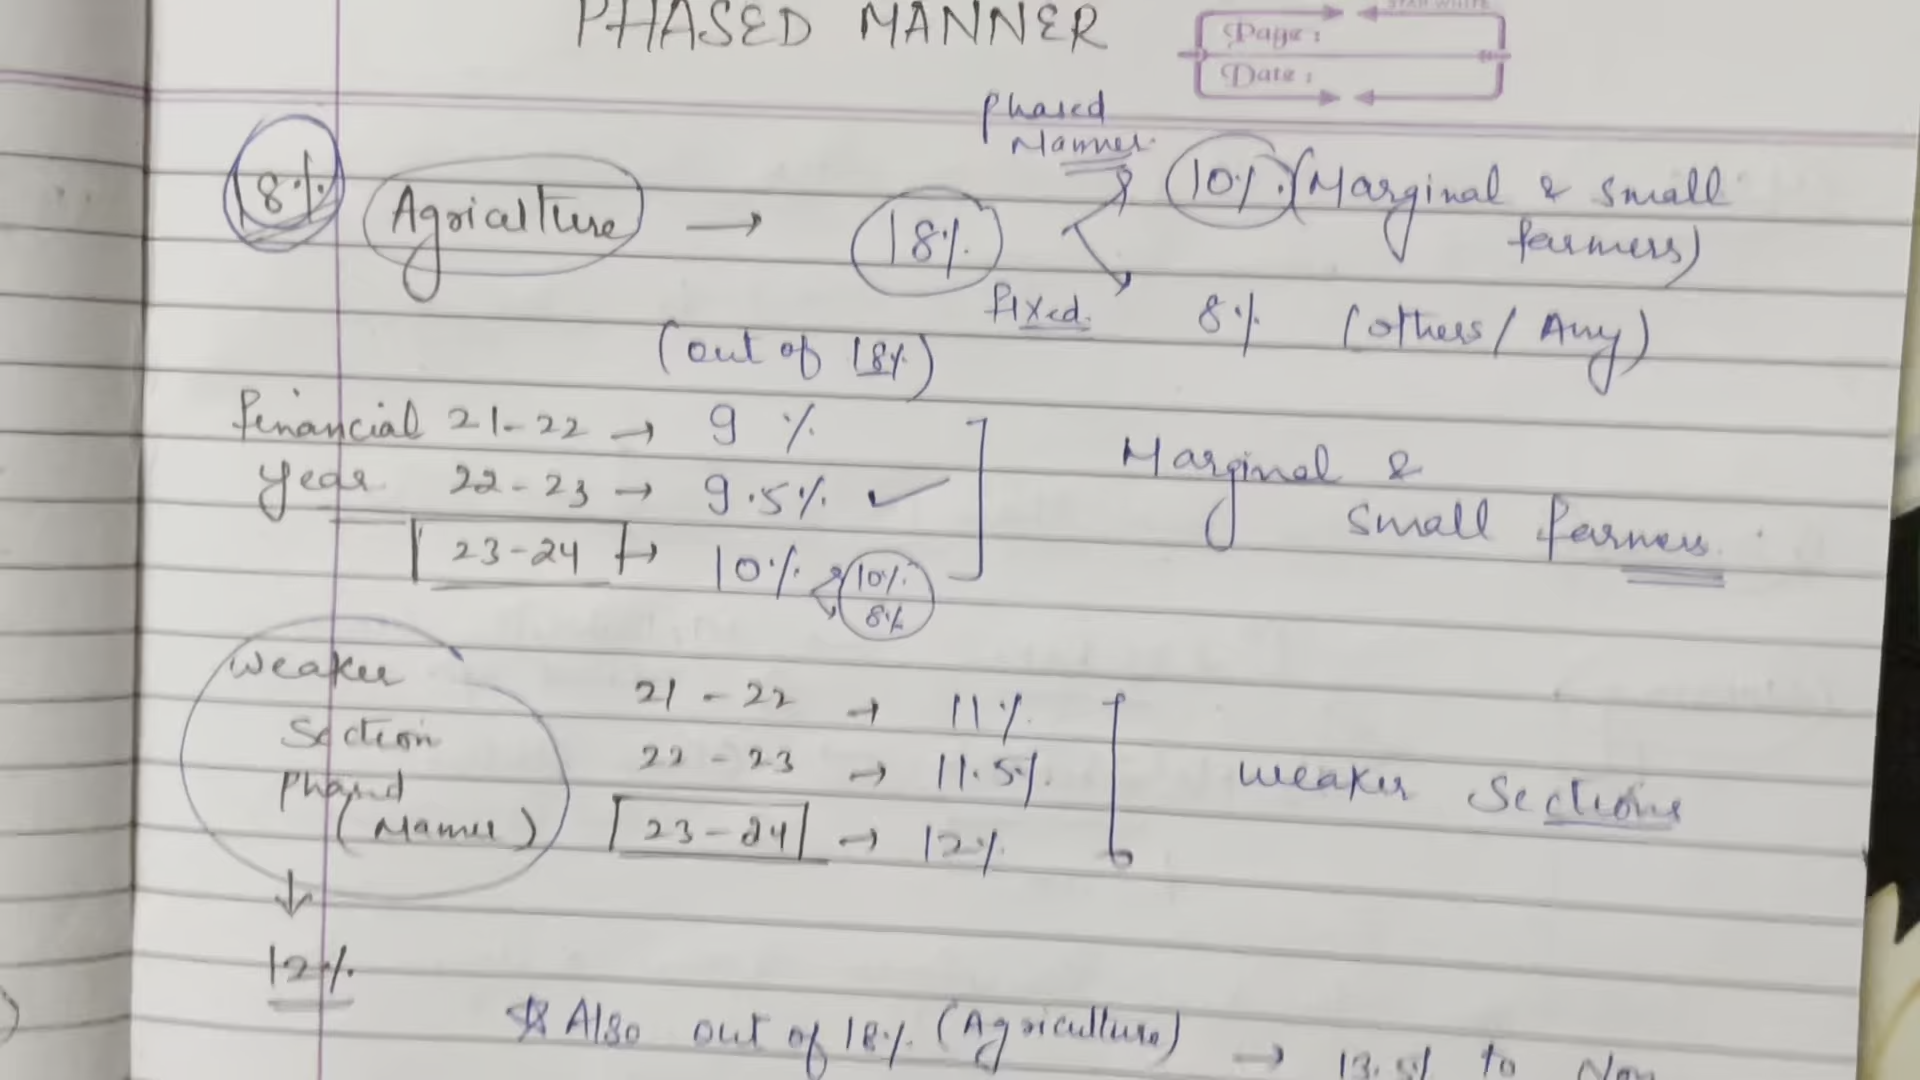 PHASED MANNER
STAR WHITE
Page :
Date :
Phased
Manner
18% Agriculture → 18% 10% (Marginal & small
farmers)
fixed. 8% (others / Any)
(out of 18%)
financial 21-22 → 9 %
year 22-23 → 9.5% ✓
23-24 → 10% 10%
8%
Marginal &
small farmers
Weaker
Section
Phased
(Manner)
↓
12%
21 - 22 → 11%
22 - 23 → 11.5%
23 - 24 → 12%
weaker sections
Also out of 18% (Agriculture) → 13.5% to Non